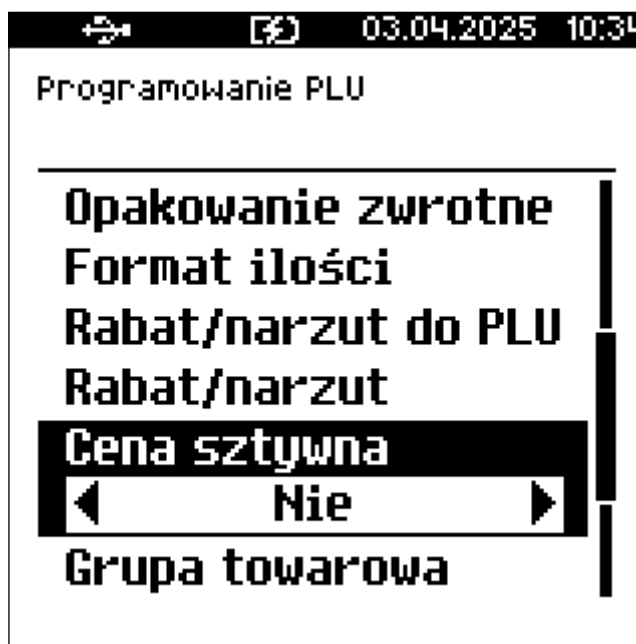 03.04.2025 10:34
Programowanie PLU
Opakowanie zwrotne
Format ilości
Rabat/narzut do PLU
Rabat/narzut
Cena sztywna
Nie
Grupa towarowa